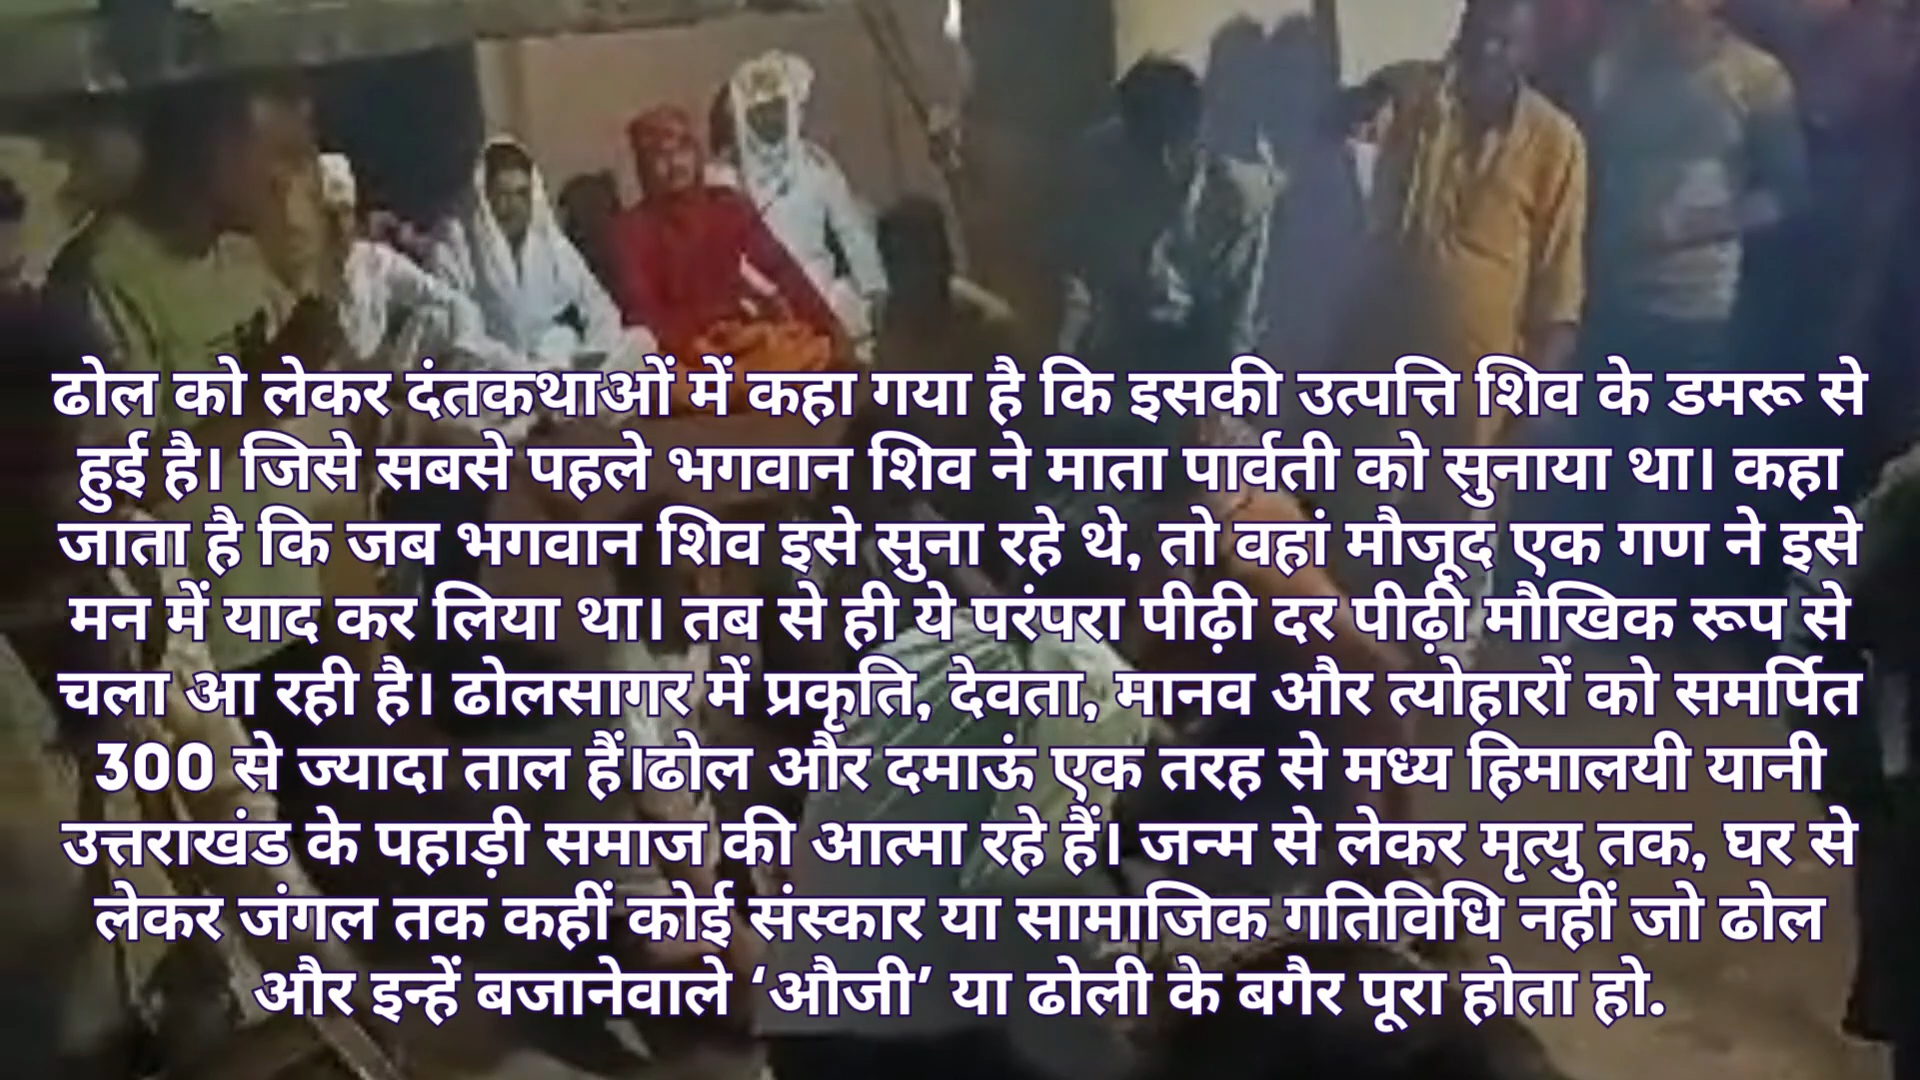 ढोल को लेकर दंतकथाओं में कहा गया है कि इसकी उत्पत्ति शिव के डमरू से
हुई है। जिसे सबसे पहले भगवान शिव ने माता पार्वती को सुनाया था। कहा
जाता है कि जब भगवान शिव इसे सुना रहे थे, तो वहां मौजूद एक गण ने इसे
मन में याद कर लिया था। तब से ही ये परंपरा पीढ़ी दर पीढ़ी मौखिक रूप से
चला आ रही है। ढोलसागर में प्रकृति, देवता, मानव और त्योहारों को समर्पित
300 से ज्यादा ताल हैं।ढोल और दमाऊं एक तरह से मध्य हिमालयी यानी
उत्तराखंड के पहाड़ी समाज की आत्मा रहे हैं। जन्म से लेकर मृत्यु तक, घर से
लेकर जंगल तक कहीं कोई संस्कार या सामाजिक गतिविधि नहीं जो ढोल
और इन्हें बजानेवाले ‘औजी’ या ढोली के बगैर पूरा होता हो.